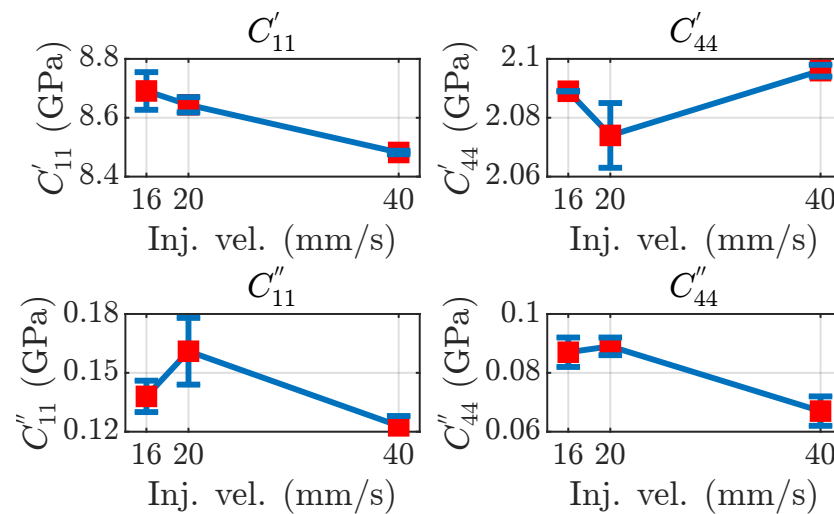 C'₁₁
C'₁₁ (GPa)
8.8
8.6
8.4
16 20 40
Inj. vel. (mm/s)
C'₄₄
C'₄₄ (GPa)
2.1
2.08
2.06
16 20 40
Inj. vel. (mm/s)
C''₁₁
C''₁₁ (GPa)
0.18
0.15
0.12
16 20 40
Inj. vel. (mm/s)
C''₄₄
C''₄₄ (GPa)
0.1
0.08
0.06
16 20 40
Inj. vel. (mm/s)